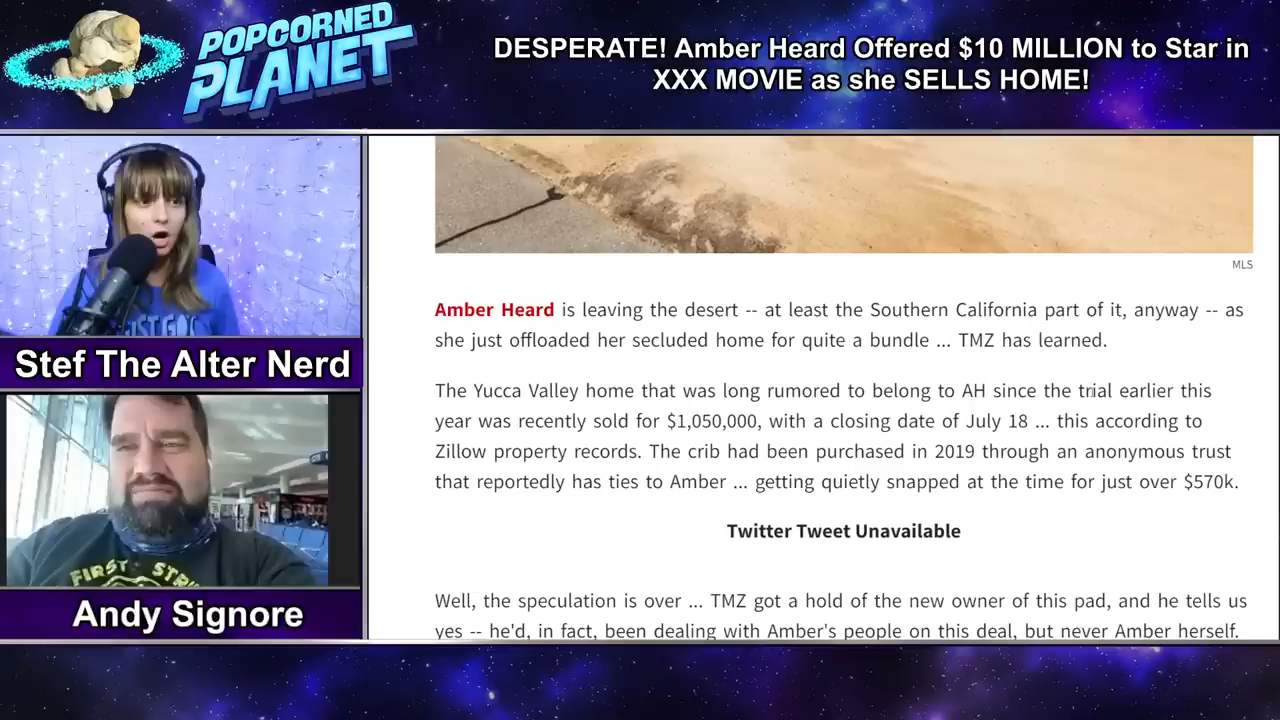 POPCORNED
PLANET
DESPERATE! Amber Heard Offered $10 MILLION to Star in
XXX MOVIE as she SELLS HOME!
MLS
Amber Heard is leaving the desert -- at least the Southern California part of it, anyway -- as
she just offloaded her secluded home for quite a bundle ... TMZ has learned.
The Yucca Valley home that was long rumored to belong to AH since the trial earlier this
year was recently sold for $1,050,000, with a closing date of July 18 ... this according to
Zillow property records. The crib had been purchased in 2019 through an anonymous trust
that reportedly has ties to Amber ... getting quietly snapped at the time for just over $570k.
Twitter Tweet Unavailable
Well, the speculation is over ... TMZ got a hold of the new owner of this pad, and he tells us
yes -- he'd, in fact, been dealing with Amber's people on this deal, but never Amber herself.
Stef The Alter Nerd
FIRST
Andy Signore